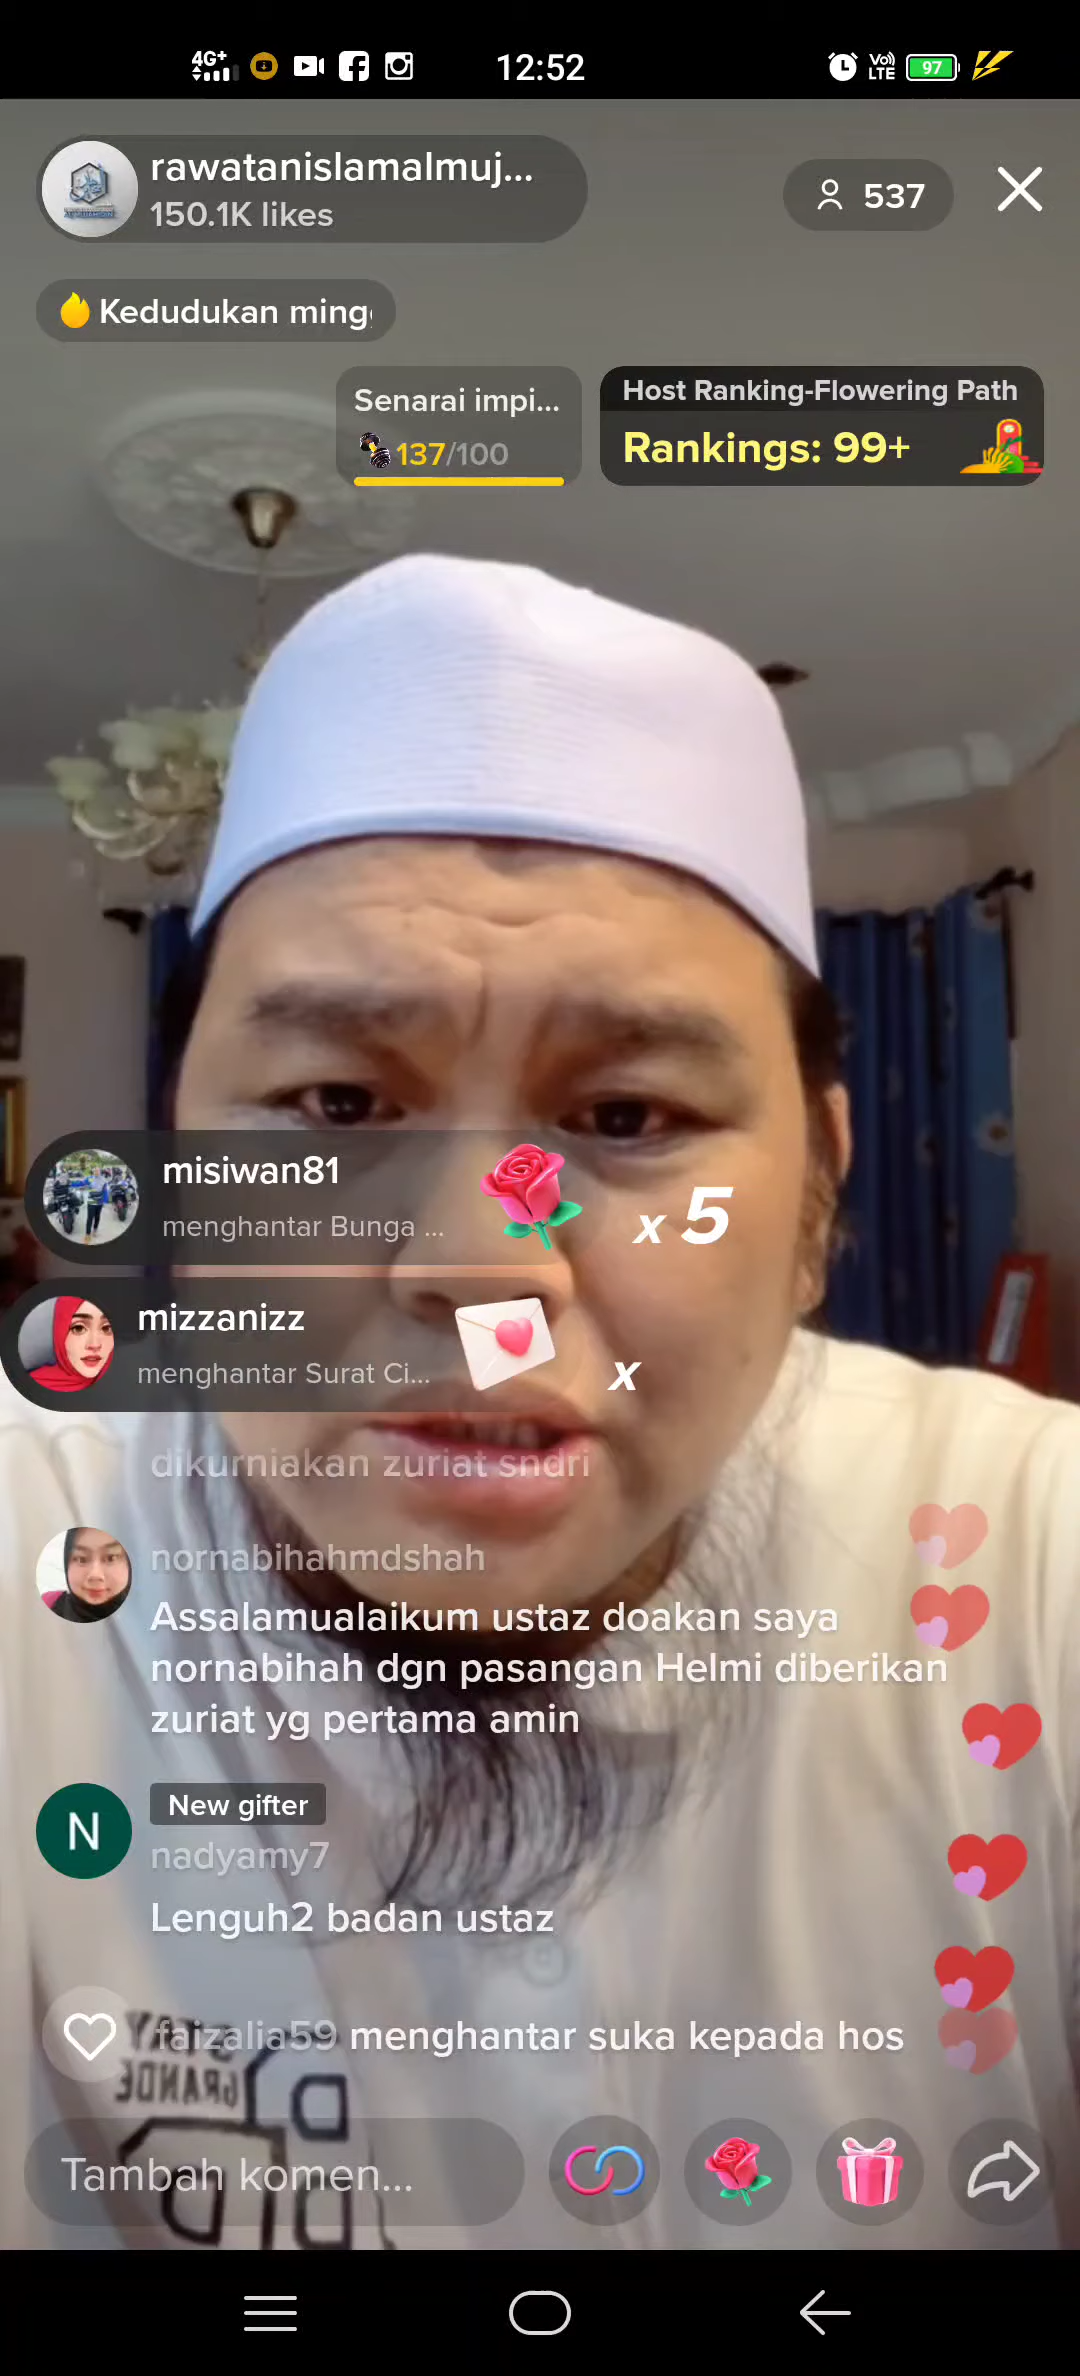 4G+
12:52
Vo)
LTE
97
rawatanislamalmuj...
150.1K likes
537
Kedudukan ming
Senarai impi...
137/100
Host Ranking-Flowering Path
Rankings: 99+
misiwan81
menghantar Bunga ...
x 5
mizzanizz
menghantar Surat Ci...
x
dikurniakan zuriat sndri
nornabihahmdshah
Assalamualaikum ustaz doakan saya
nornabihah dgn pasangan Helmi diberikan
zuriat yg pertama amin
N
New gifter
nadyamy7
Lenguh2 badan ustaz
faizalia59 menghantar suka kepada hos
GRANDE
Tambah komen...